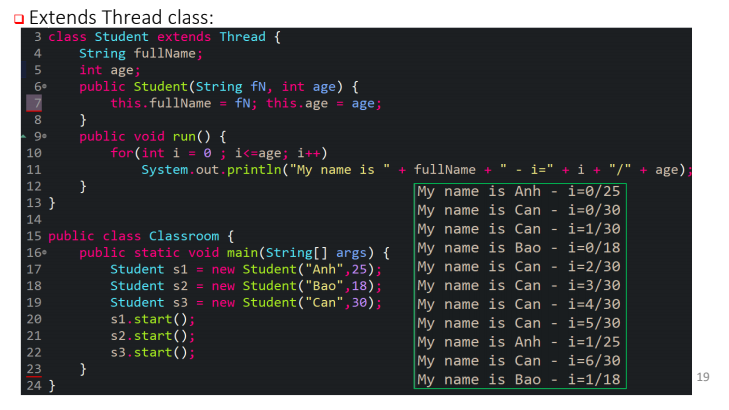 Extends Thread class:
3 class Student extends Thread {
4 String fullName;
5 int age;
6 public Student(String fN, int age) {
7 this.fullName = fN; this.age = age;
8 }
9 public void run() {
10 for(int i = 0 ; i<=age; i++)
11 System.out.println("My name is " + fullName + " - i=" + i + "/" + age);
12 }
13 }
14
15 public class Classroom {
16 public static void main(String[] args) {
17 Student s1 = new Student("Anh",25);
18 Student s2 = new Student("Bao",18);
19 Student s3 = new Student("Can",30);
20 s1.start();
21 s2.start();
22 s3.start();
23 }
24 }
My name is Anh - i=0/25
My name is Can - i=0/30
My name is Can - i=1/30
My name is Bao - i=0/18
My name is Can - i=2/30
My name is Can - i=3/30
My name is Can - i=4/30
My name is Can - i=5/30
My name is Anh - i=1/25
My name is Can - i=6/30
My name is Bao - i=1/18
19